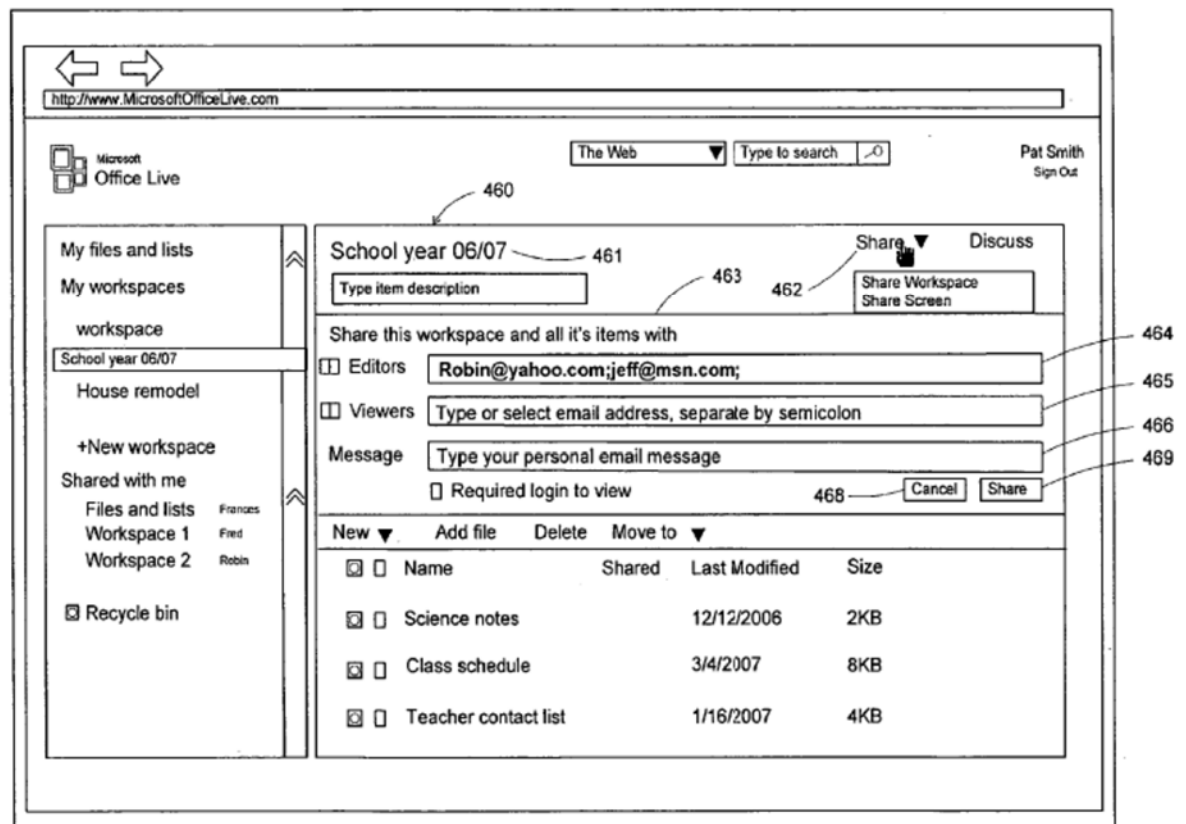 http://www.MicrosoftOfficeLive.com
Microsoft
Office Live
The Web Type to search
Pat Smith
Sign Out
460
My files and lists
My workspaces
workspace
School year 06/07
House remodel
+New workspace
Shared with me
Files and lists Frances
Workspace 1 Fred
Workspace 2 Robin
Recycle bin
School year 06/07 461
Share Discuss
462
Share Workspace
Share Screen
Type item description
463
Share this workspace and all it's items with
Editors Robin@yahoo.com;jeff@msn.com; 464
Viewers Type or select email address, separate by semicolon 465
Message Type your personal email message 466
Required login to view 468 Cancel Share 469
New Add file Delete Move to
Name Shared Last Modified Size
Science notes 12/12/2006 2KB
Class schedule 3/4/2007 8KB
Teacher contact list 1/16/2007 4KB